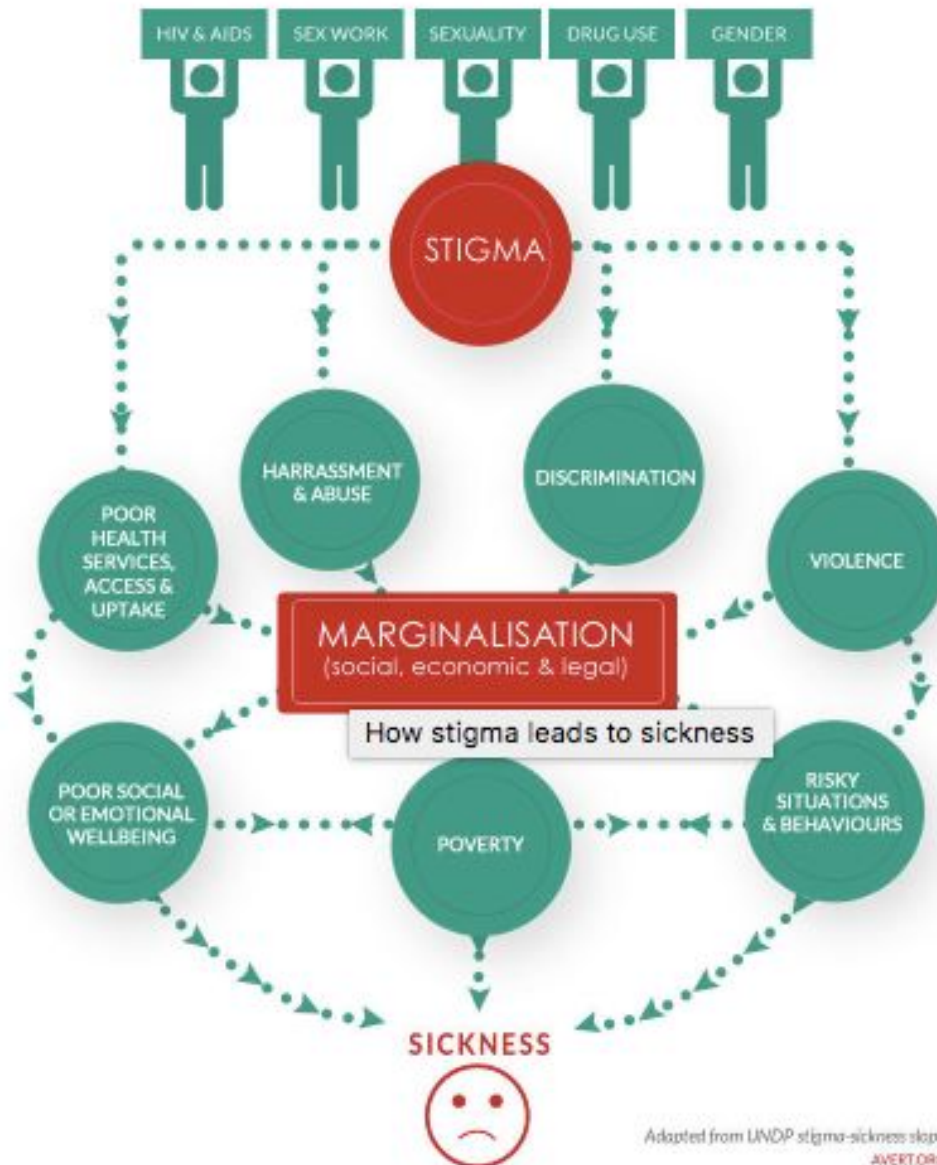 HIV & AIDS
SEX WORK
SEXUALITY
DRUG USE
GENDER
STIGMA
HARRASSMENT
& ABUSE
DISCRIMINATION
POOR
HEALTH
SERVICES,
ACCESS &
UPTAKE
VIOLENCE
MARGINALISATION
(social, economic & legal)
How stigma leads to sickness
POOR SOCIAL
OR EMOTIONAL
WELLBEING
POVERTY
RISKY
SITUATIONS
& BEHAVIOURS
SICKNESS
Adapted from UNDP stigma-sickness slop
AVERT.OR